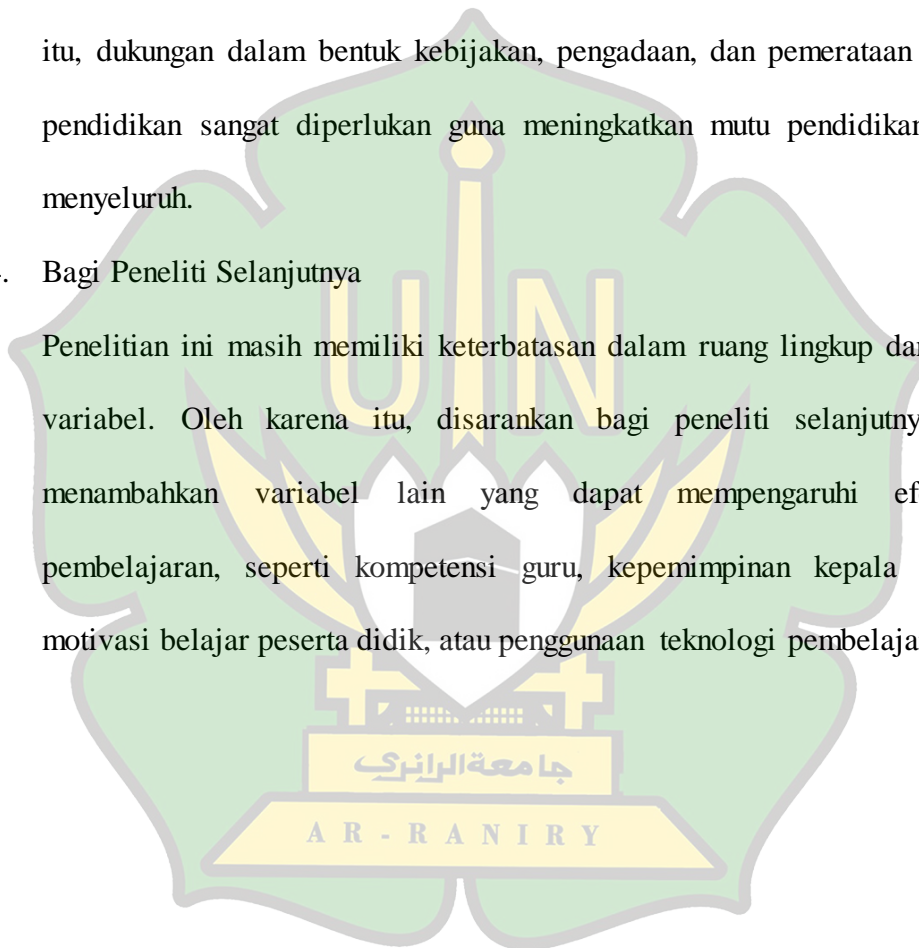 itu, dukungan dalam bentuk kebijakan, pengadaan, dan pemerataan
pendidikan sangat diperlukan guna meningkatkan mutu pendidikan
menyeluruh.
. Bagi Peneliti Selanjutnya
Penelitian ini masih memiliki keterbatasan dalam ruang lingkup dan
variabel. Oleh karena itu, disarankan bagi peneliti selanjutny
menambahkan variabel lain yang dapat mempengaruhi ef
pembelajaran, seperti kompetensi guru, kepemimpinan kepala
motivasi belajar peserta didik, atau penggunaan teknologi pembelaja
UIN
جامعة الرانري
AR-RANIRY